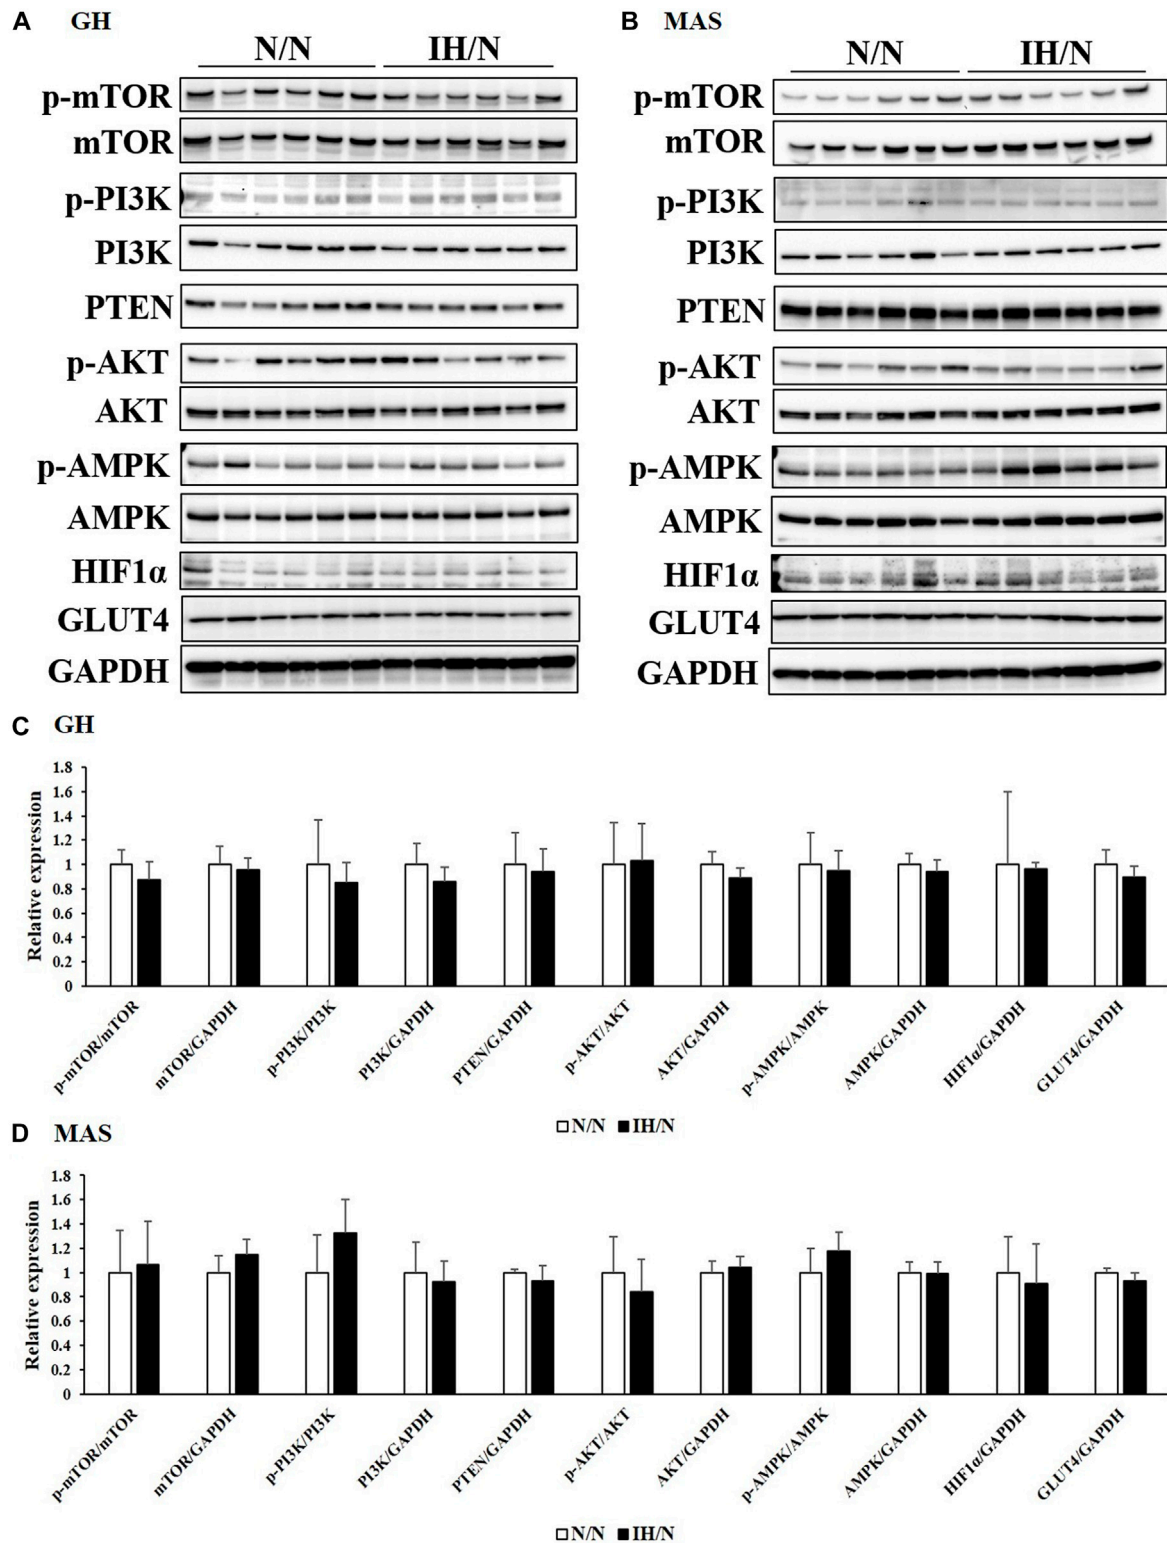 A GH
N/N IH/N
p-mTOR
mTOR
p-PI3K
PI3K
PTEN
p-AKT
AKT
p-AMPK
AMPK
HIF1α
GLUT4
GAPDH
B MAS
N/N IH/N
p-mTOR
mTOR
p-PI3K
PI3K
PTEN
p-AKT
AKT
p-AMPK
AMPK
HIF1α
GLUT4
GAPDH
C GH
Relative expression
1.8
1.6
1.4
1.2
1
0.8
0.6
0.4
0.2
0
p-mTOR/mTOR
mTOR/GAPDH
p-PI3K/PI3K
PI3K/GAPDH
PTEN/GAPDH
p-AKT/AKT
AKT/GAPDH
p-AMPK/AMPK
AMPK/GAPDH
HIF1α/GAPDH
GLUT4/GAPDH
N/N IH/N
D MAS
Relative expression
1.8
1.6
1.4
1.2
1
0.8
0.6
0.4
0.2
0
p-mTOR/mTOR
mTOR/GAPDH
p-PI3K/PI3K
PI3K/GAPDH
PTEN/GAPDH
p-AKT/AKT
AKT/GAPDH
p-AMPK/AMPK
AMPK/GAPDH
HIF1α/GAPDH
GLUT4/GAPDH
N/N IH/N